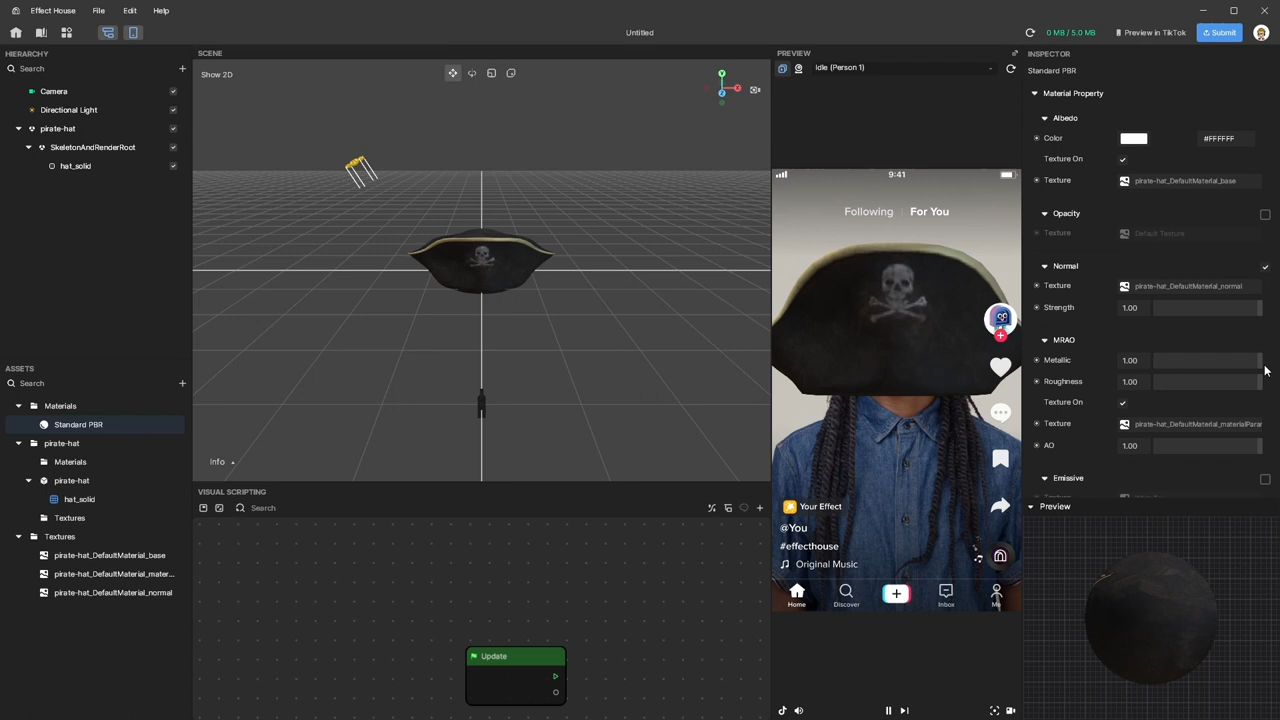 Effect House File Edit Help
Untitled
0 MB / 5.0 MB Preview in TikTok Submit
HIERARCHY
Search
Camera
Directional Light
pirate-hat
SkeletonAndRenderRoot
hat_solid
ASSETS
Search
Materials
Standard PBR
pirate-hat
Materials
pirate-hat
hat_solid
Textures
Textures
pirate-hat_DefaultMaterial_base
pirate-hat_DefaultMaterial_mater...
pirate-hat_DefaultMaterial_normal
SCENE
Show 2D
Y
X
Z
Info
VISUAL SCRIPTING
Search
Update
PREVIEW
Idle (Person 1)
9:41
Following For You
Your Effect
@You
#effecthouse
Original Music
Home Discover Inbox Me
INSPECTOR
Standard PBR
Material Property
Albedo
Color #FFFFFF
Texture On
Texture pirate-hat_DefaultMaterial_base
Opacity
Texture Default Texture
Normal
Texture pirate-hat_DefaultMaterial_normal
Strength 1.00
MRAO
Metallic 1.00
Roughness 1.00
Texture On
Texture pirate-hat_DefaultMaterial_materialParar
AO 1.00
Emissive
Preview